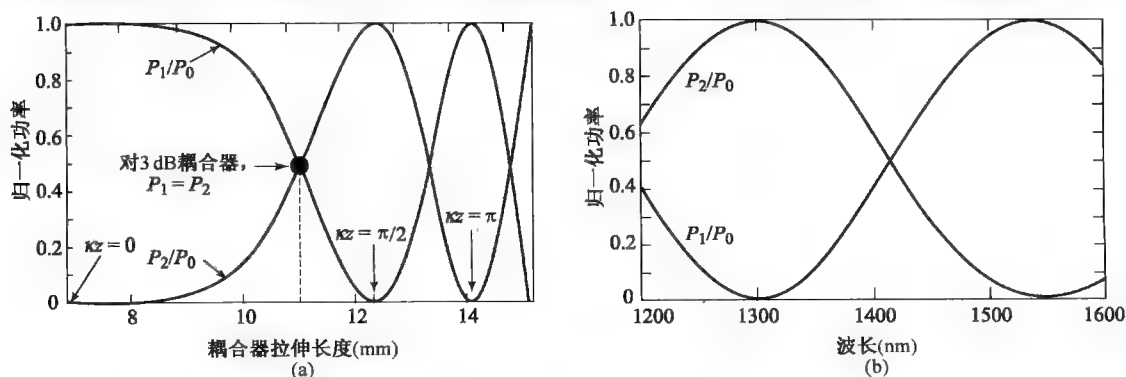 归一化功率
1.0
0.8
0.6
0.4
0.2
0
P₁/P₀
对3 dB耦合器，
P₁ = P₂
κz = 0
P₂/P₀
κz = π/2
κz = π
8
10
12
14
耦合器拉伸长度(mm)
(a)
归一化功率
1.0
0.8
0.6
0.4
0.2
0
P₂/P₀
P₁/P₀
1200
1300
1400
1500
1600
波长(nm)
(b)